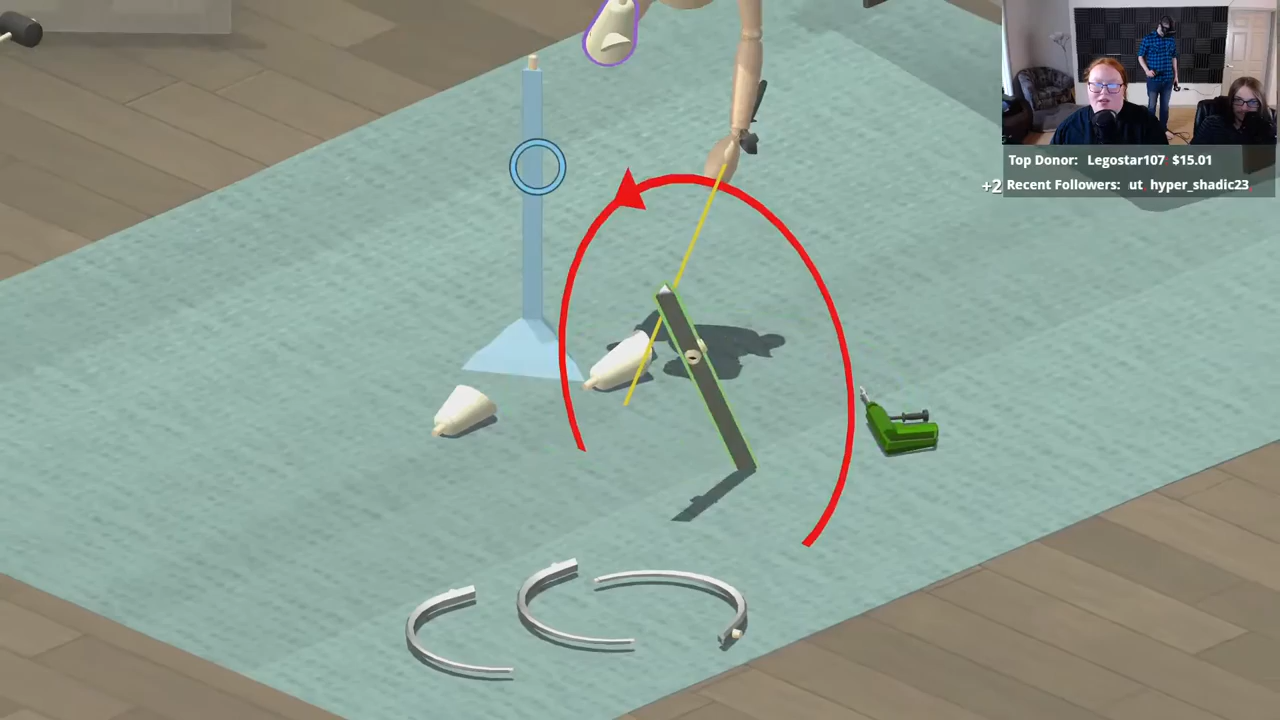 Top Donor: Legostar107 $15.01
+2 Recent Followers: ut hyper_shadic23